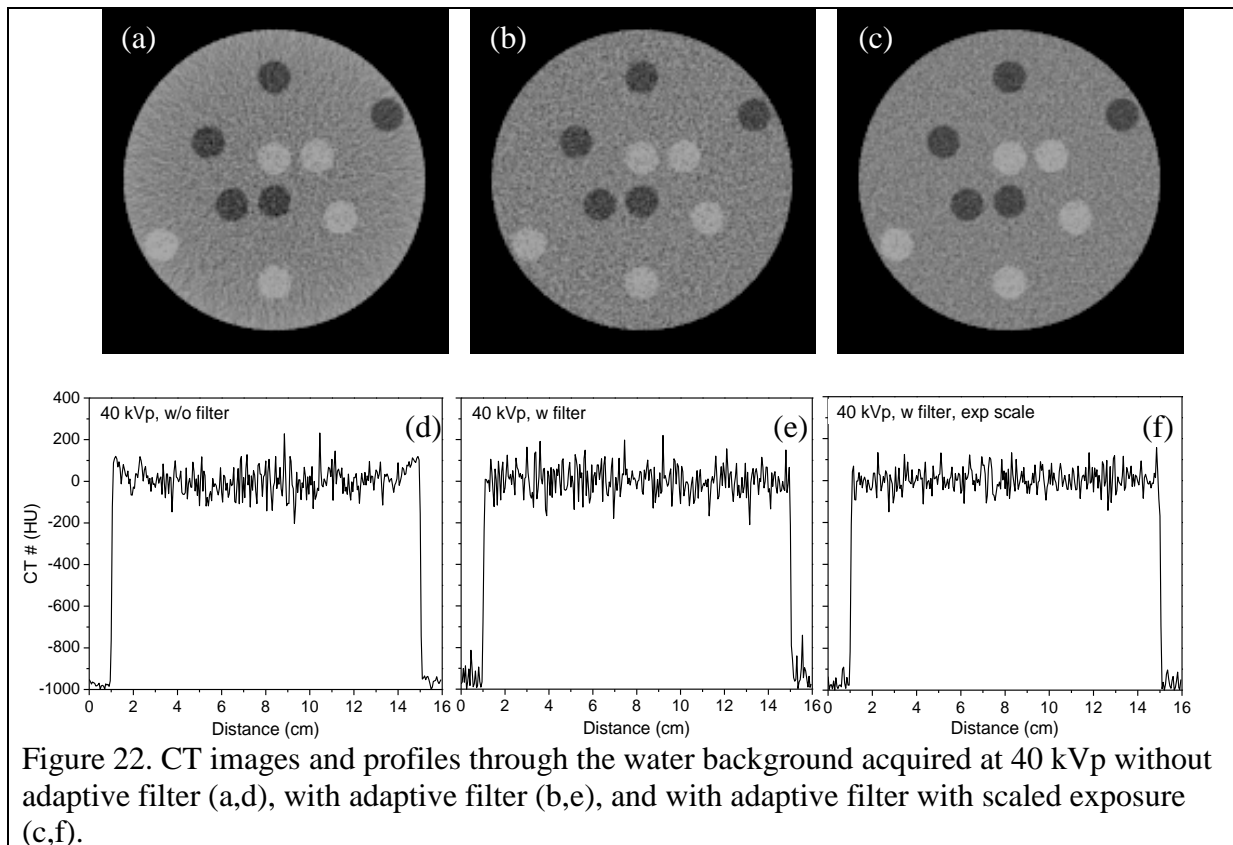 (a) (b) (c)
400
200
0
-200
-400
-600
-800
-1000
CT # (HU)
40 kVp, w/o filter (d)
0 2 4 6 8 10 12 14 16
Distance (cm)
40 kVp, w filter (e)
0 2 4 6 8 10 12 14 16
Distance (cm)
40 kVp, w filter, exp scale (f)
0 2 4 6 8 10 12 14 16
Distance (cm)
Figure 22. CT images and profiles through the water background acquired at 40 kVp without
adaptive filter (a,d), with adaptive filter (b,e), and with adaptive filter with scaled exposure
(c,f).